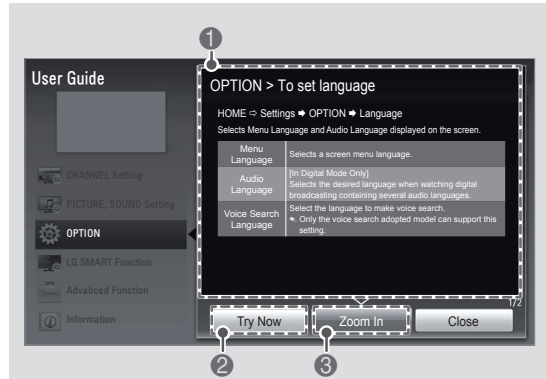 1
User Guide
OPTION > To set language
HOME ⇨ Settings ➡ OPTION ➡ Language
Selects Menu Language and Audio Language displayed on the screen.
Menu Language
Selects a screen menu language.
Audio Language
[In Digital Mode Only]
Selects the desired language when watching digital
broadcasting containing several audio languages.
Voice Search Language
Select the language to make voice search.
Only the voice search adopted model can support this
setting.
CHANNEL Setting
PICTURE, SOUND Setting
OPTION
LG SMART Function
Advabced Function
Information
1/2
Try Now
Zoom In
Close
2
3